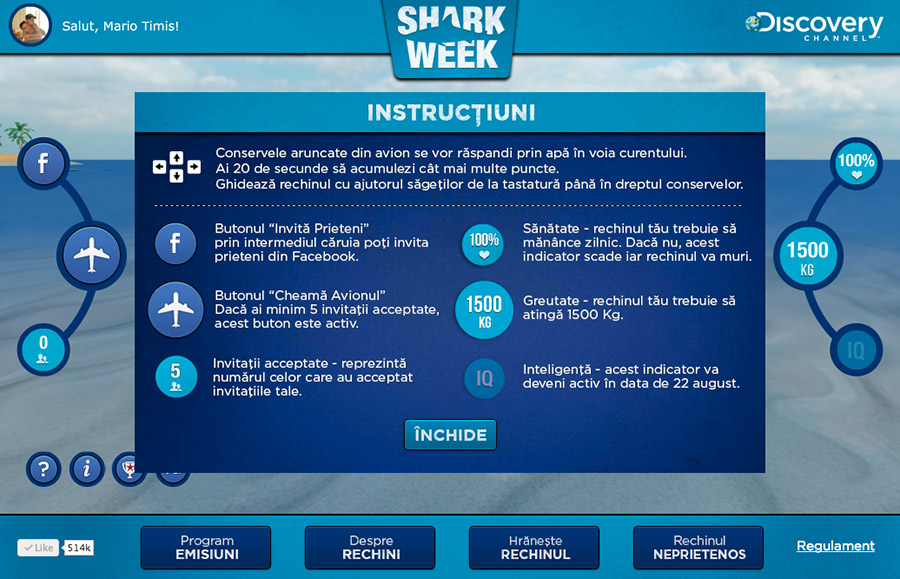 Salut, Mario Timis!
SHARK
WEEK
Discovery
CHANNEL
INSTRUCȚIUNI
Conservele aruncate din avion se vor răspandi prin apă în voia curentului.
Ai 20 de secunde să acumulezi cât mai multe puncte.
Ghidează rechinul cu ajutorul săgeților de la tastatură până în dreptul conservelor.
f
0
100%
1500
KG
IQ
f
Butonul “Invită Prieteni”
prin intermediul căruia poți invita
prieteni din Facebook.
Butonul “Cheamă Avionul”
Dacă ai minim 5 invitații acceptate,
acest buton este activ.
5
Invitații acceptate - reprezintă
numărul celor care au acceptat
invitațiile tale.
100%
Sănătate - rechinul tău trebuie să
mănânce zilnic. Dacă nu, acest
indicator scade iar rechinul va muri.
1500
KG
Greutate - rechinul tău trebuie să
atingă 1500 Kg.
IQ
Inteligență - acest indicator va
deveni activ în data de 22 august.
ÎNCHIDE
?
i
Like
514k
Program
EMISIUNI
Despre
RECHINI
Hrănește
RECHINUL
Rechinul
NEPRIETENOS
Regulament